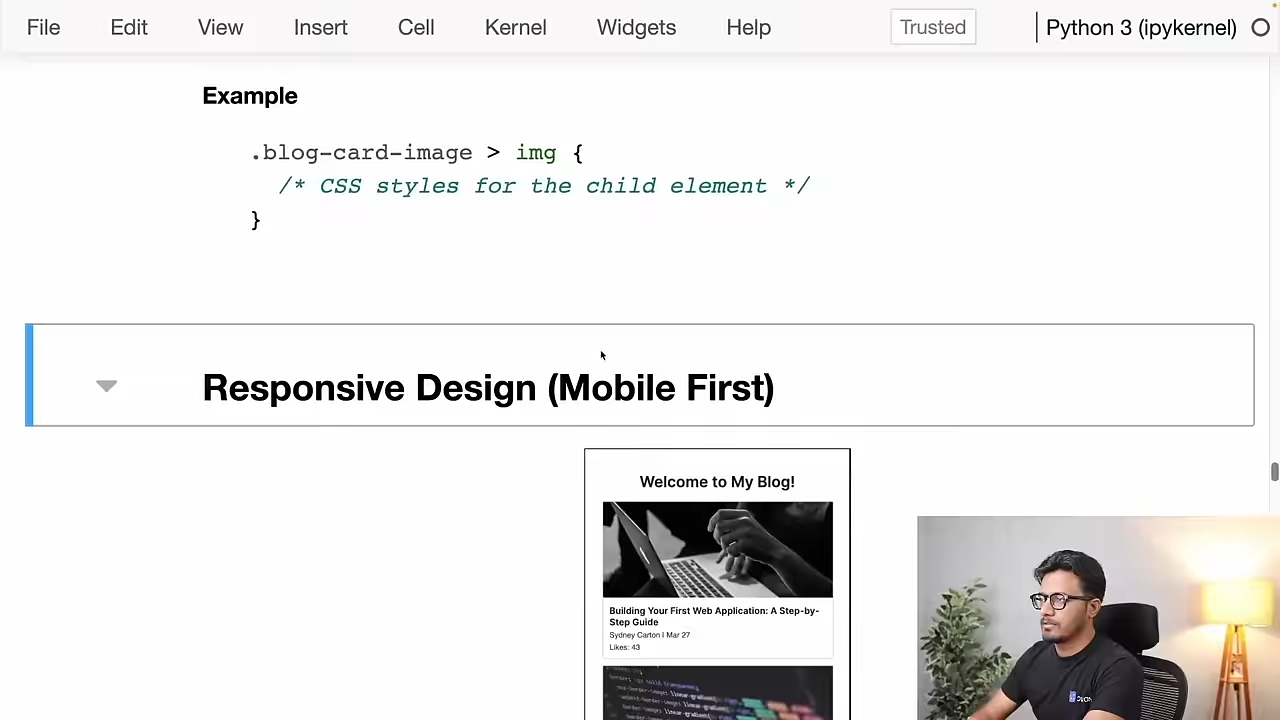 File Edit View Insert Cell Kernel Widgets Help Trusted Python 3 (ipykernel)
Example
.blog-card-image > img {
/* CSS styles for the child element */
}
Responsive Design (Mobile First)
Welcome to My Blog!
Building Your First Web Application: A Step-by-
Step Guide
Sydney Carton | Mar 27
Likes: 43